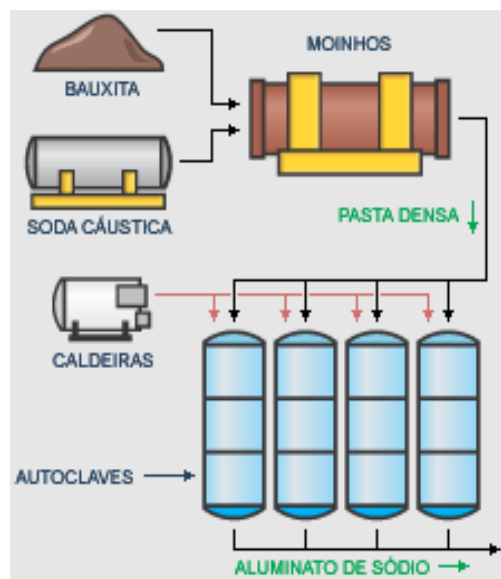 MOINHOS
BAUXITA
SODA CÁUSTICA
PASTA DENSA
CALDEIRAS
AUTOCLAVES
ALUMINATO DE SÓDIO